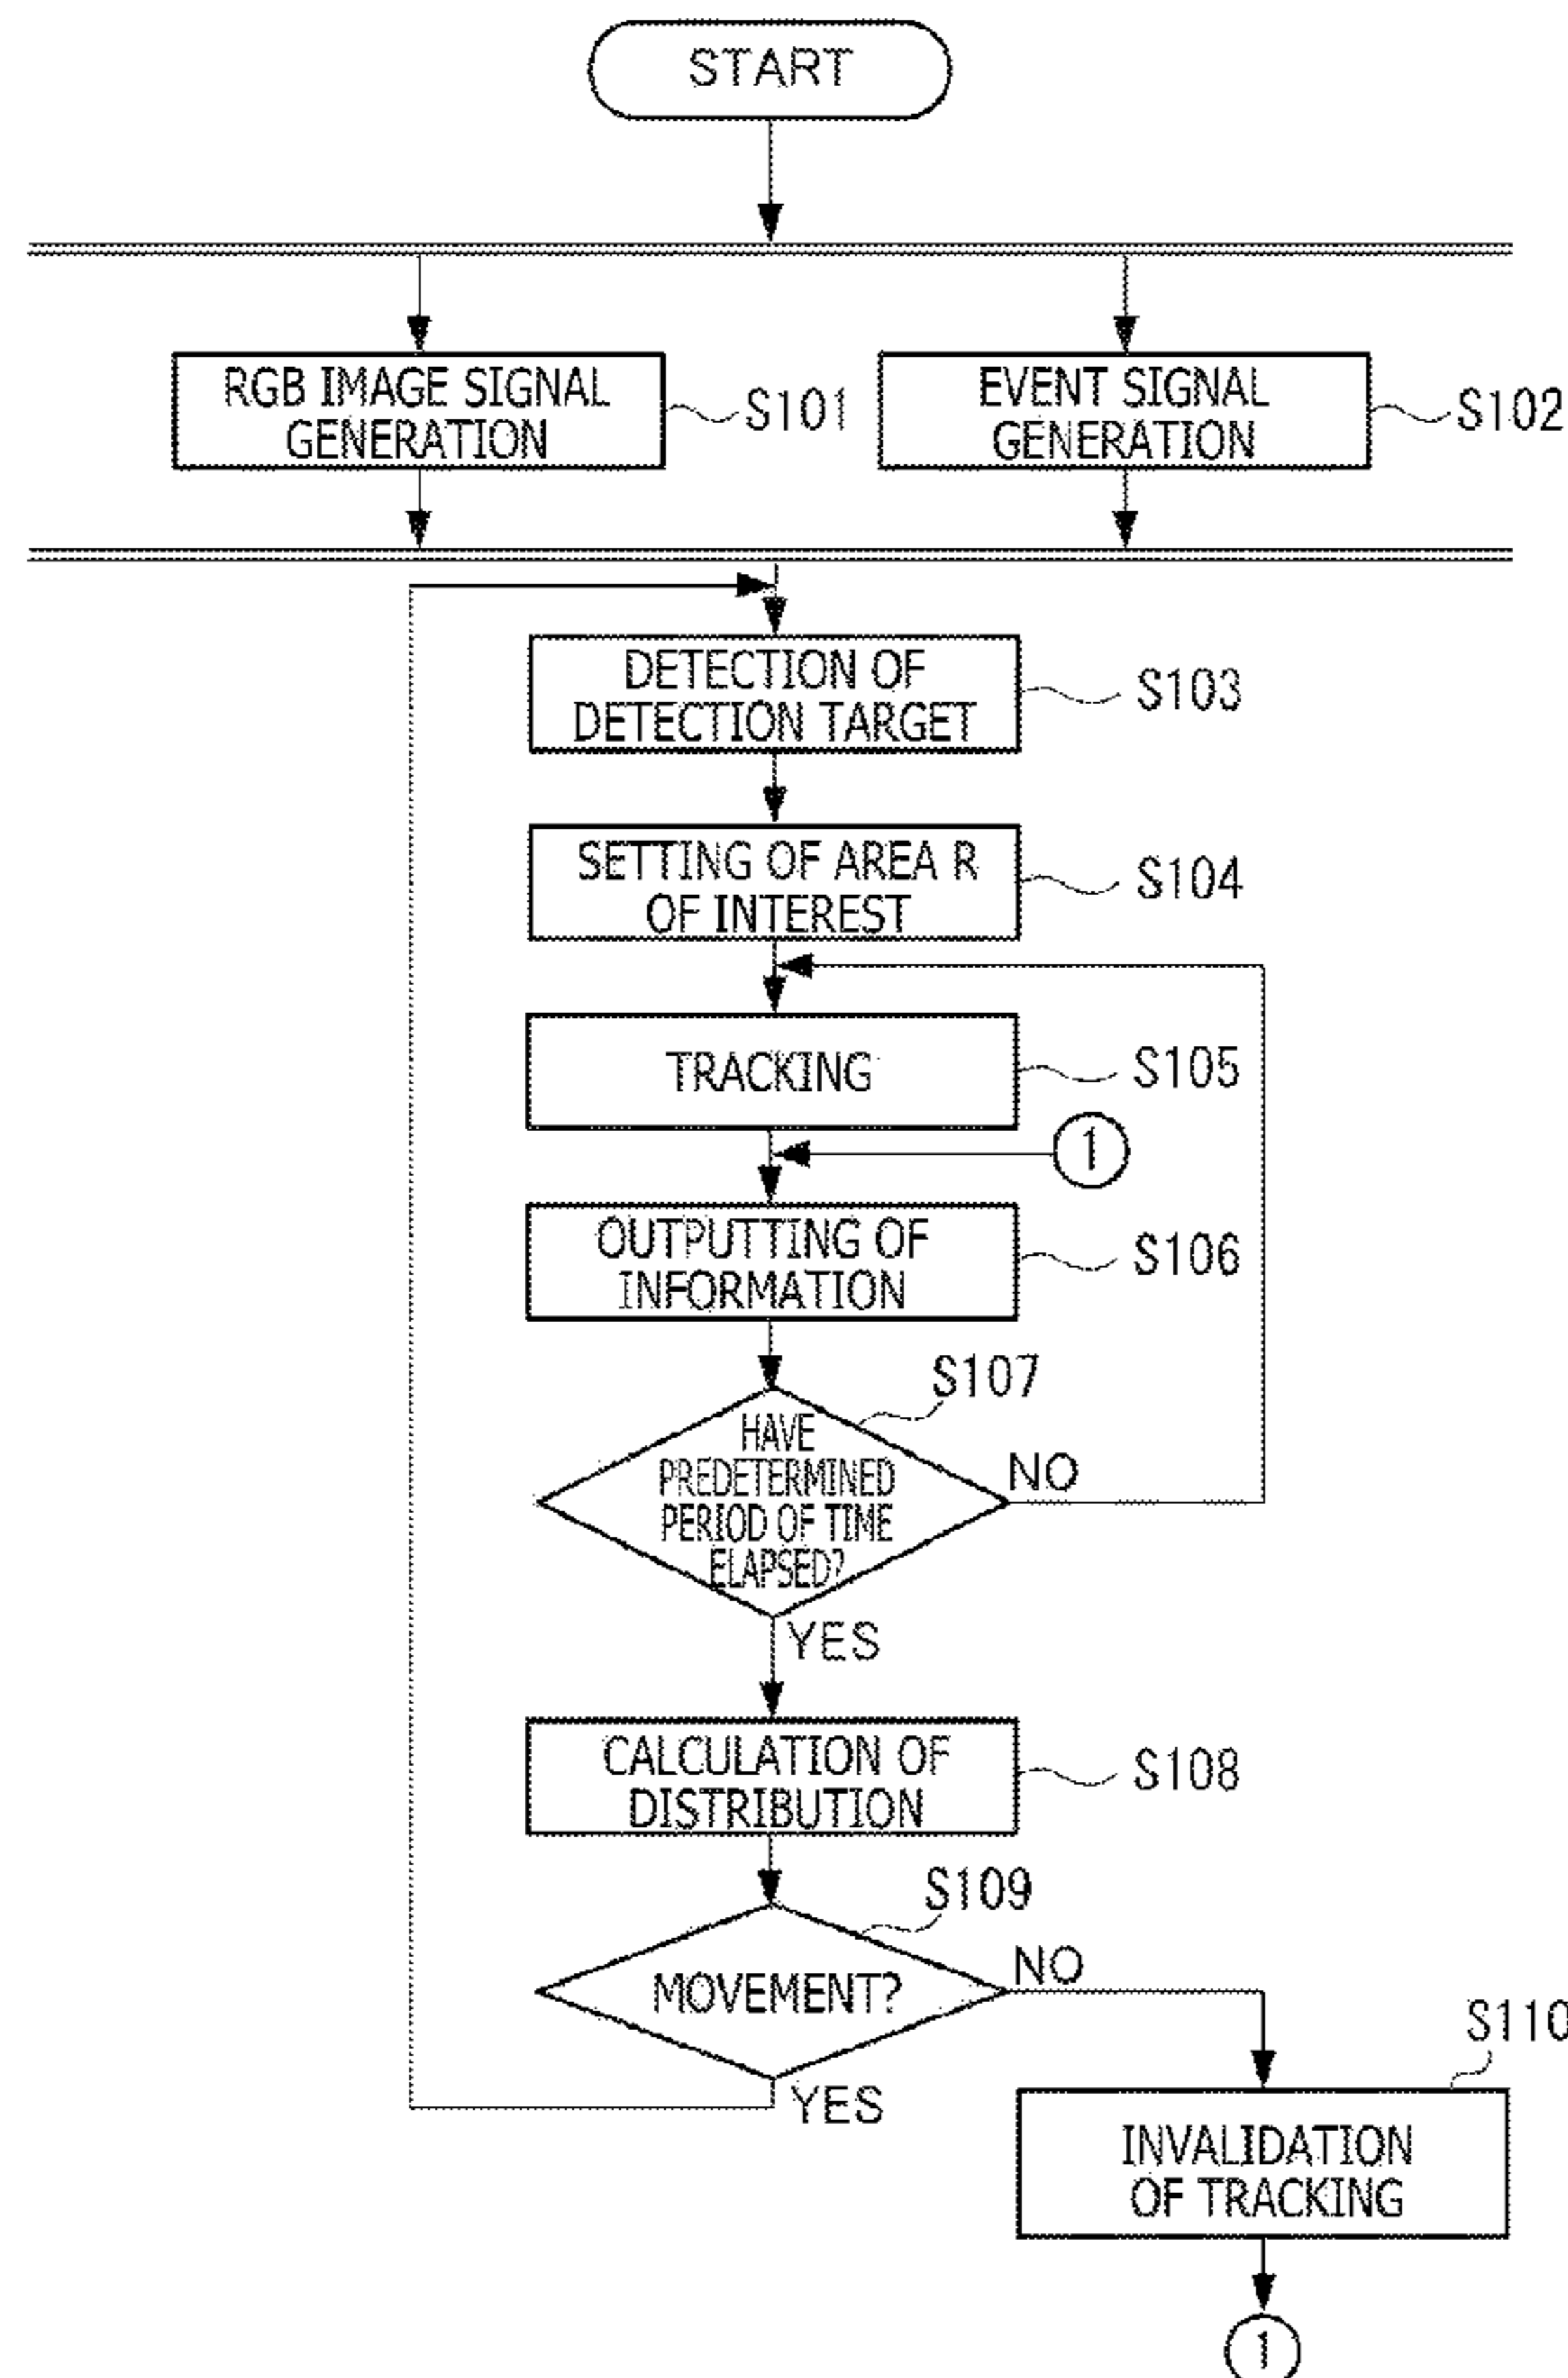 START
RGB IMAGE SIGNAL
GENERATION
S101
EVENT SIGNAL
GENERATION
S102
DETECTION OF
DETECTION TARGET
S103
SETTING OF AREA R
OF INTEREST
S104
TRACKING
S105
1
OUTPUTTING OF
INFORMATION
S106
S107
HAVE
PREDETERMINED
PERIOD OF TIME
ELAPSED?
NO
YES
CALCULATION OF
DISTRIBUTION
S108
S109
MOVEMENT?
NO
YES
S110
INVALIDATION
OF TRACKING
1